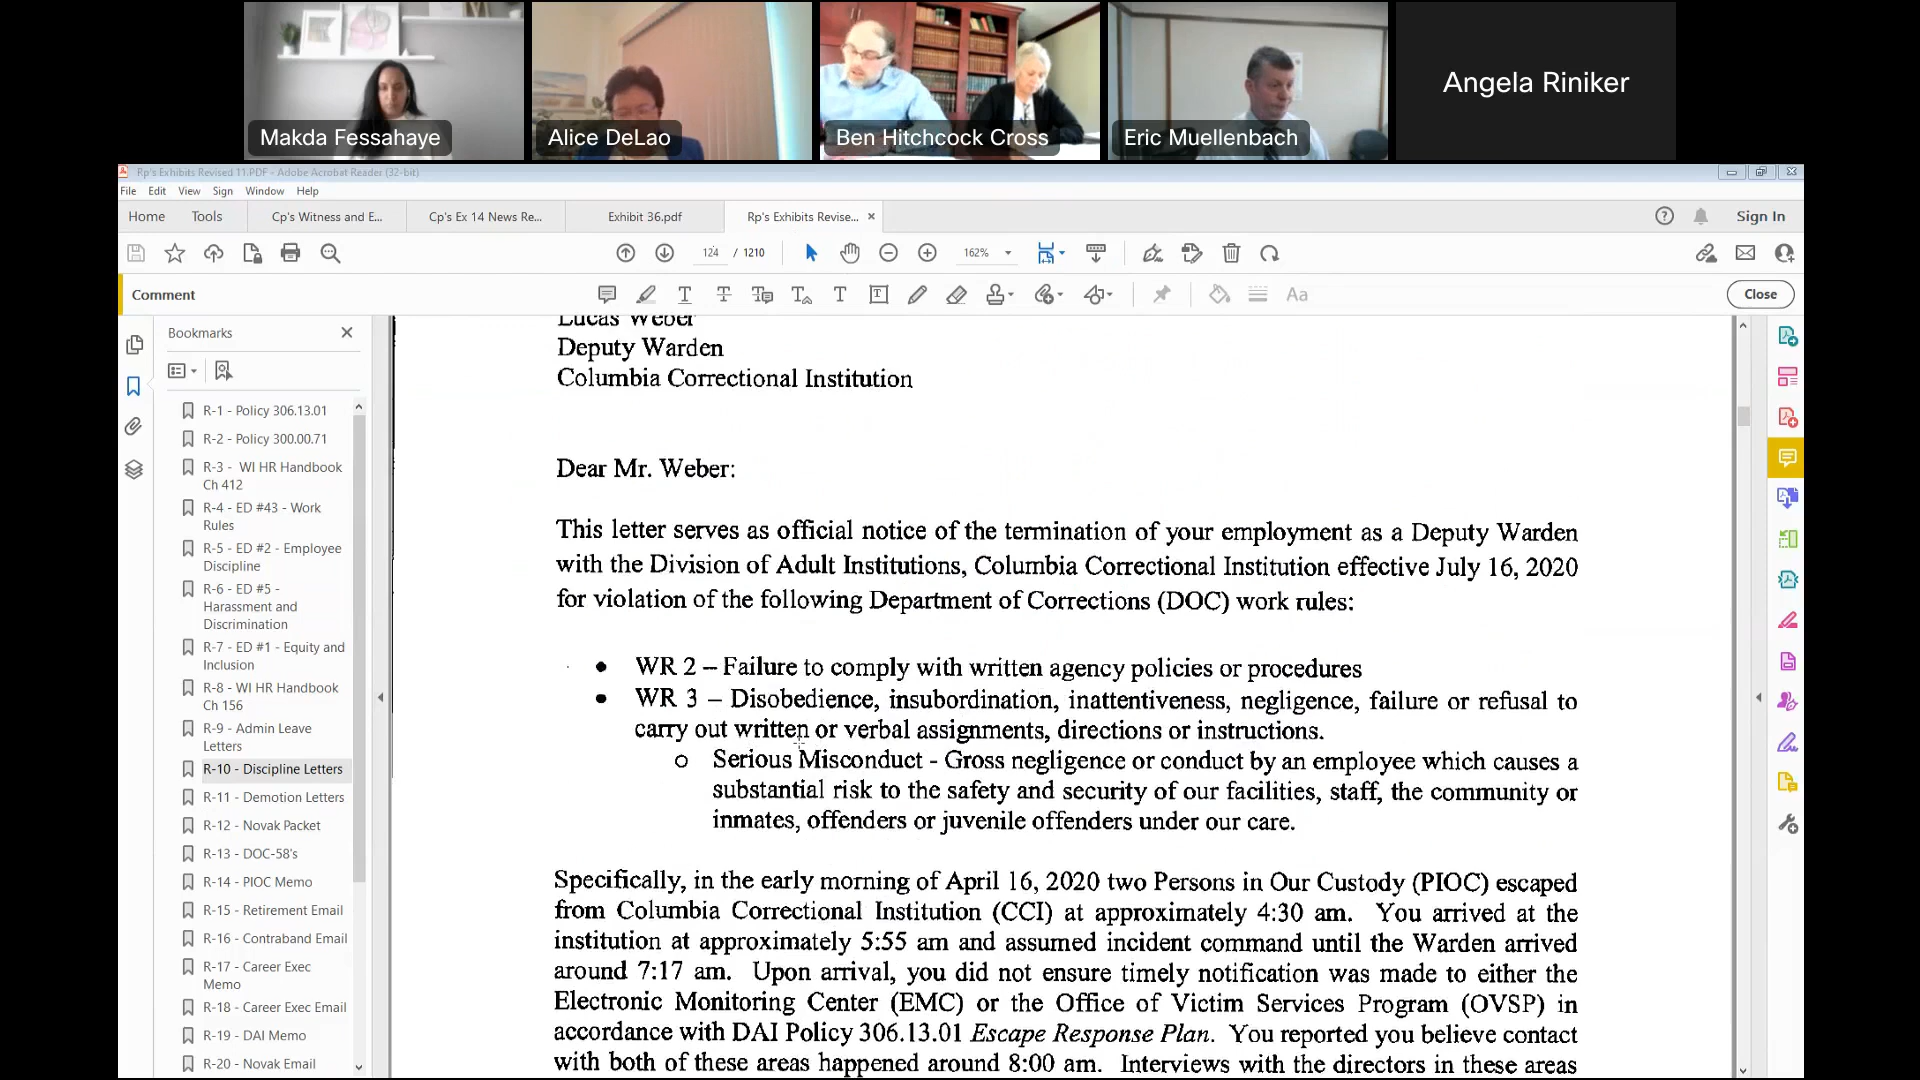 Makda Fessahaye
Alice DeLao
Ben Hitchcock Cross
Eric Muellenbach
Angela Riniker
Rp's Exhibits Revised 11.PDF - Adobe Acrobat Reader (32-bit)
File Edit View Sign Window Help
Home Tools Cp's Witness and E... Cp's Ex 14 News Re... Exhibit 36.pdf Rp's Exhibits Revise... Sign In
124 / 1210 162%
Comment Close
Bookmarks
R-1 - Policy 306.13.01
R-2 - Policy 300.00.71
R-3 - WI HR Handbook
Ch 412
R-4 - ED #43 - Work
Rules
R-5 - ED #2 - Employee
Discipline
R-6 - ED #5 -
Harassment and
Discrimination
R-7 - ED #1 - Equity and
Inclusion
R-8 - WI HR Handbook
Ch 156
R-9 - Admin Leave
Letters
R-10 - Discipline Letters
R-11 - Demotion Letters
R-12 - Novak Packet
R-13 - DOC-58's
R-14 - PIOC Memo
R-15 - Retirement Email
R-16 - Contraband Email
R-17 - Career Exec
Memo
R-18 - Career Exec Email
R-19 - DAI Memo
R-20 - Novak Email
Lucas Weber
Deputy Warden
Columbia Correctional Institution
Dear Mr. Weber:
This letter serves as official notice of the termination of your employment as a Deputy Warden
with the Division of Adult Institutions, Columbia Correctional Institution effective July 16, 2020
for violation of the following Department of Corrections (DOC) work rules:
• WR 2 – Failure to comply with written agency policies or procedures
• WR 3 – Disobedience, insubordination, inattentiveness, negligence, failure or refusal to
carry out written or verbal assignments, directions or instructions.
o Serious Misconduct - Gross negligence or conduct by an employee which causes a
substantial risk to the safety and security of our facilities, staff, the community or
inmates, offenders or juvenile offenders under our care.
Specifically, in the early morning of April 16, 2020 two Persons in Our Custody (PIOC) escaped
from Columbia Correctional Institution (CCI) at approximately 4:30 am. You arrived at the
institution at approximately 5:55 am and assumed incident command until the Warden arrived
around 7:17 am. Upon arrival, you did not ensure timely notification was made to either the
Electronic Monitoring Center (EMC) or the Office of Victim Services Program (OVSP) in
accordance with DAI Policy 306.13.01 Escape Response Plan. You reported you believe contact
with both of these areas happened around 8:00 am. Interviews with the directors in these areas